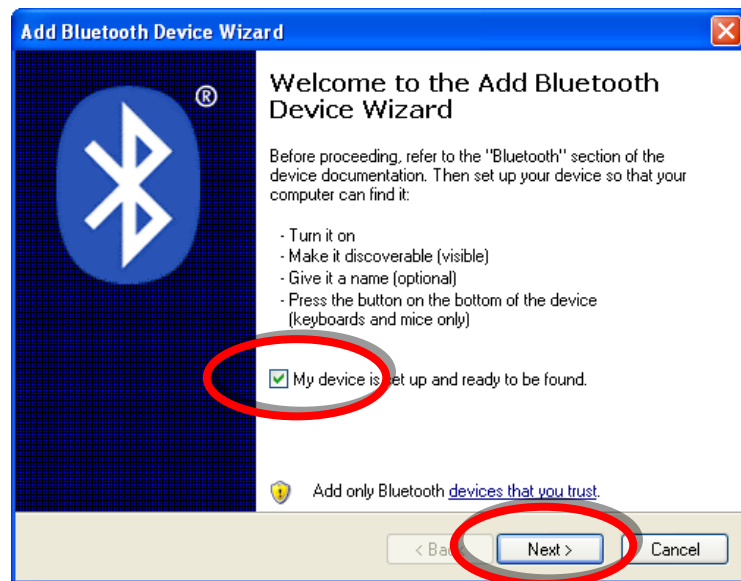 Add Bluetooth Device Wizard
®
Welcome to the Add Bluetooth
Device Wizard
Before proceeding, refer to the "Bluetooth" section of the
device documentation. Then set up your device so that your
computer can find it:
- Turn it on
- Make it discoverable (visible)
- Give it a name (optional)
- Press the button on the bottom of the device
(keyboards and mice only)
My device is set up and ready to be found.
Add only Bluetooth devices that you trust.
< Back Next > Cancel